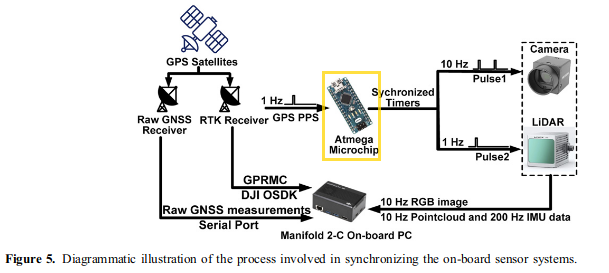 GPS Satellites
Camera
10 Hz
Pulse1
Raw GNSS
Receiver
RTK Receiver
1 Hz
GPS PPS
Atmega
Microchip
Sychronized
Timers
LiDAR
1 Hz
Pulse2
GPRMC
DJI OSDK
Raw GNSS measurements
Serial Port
10 Hz RGB image
10 Hz Pointcloud and 200 Hz IMU data
Manifold 2-C On-board PC
Figure 5. Diagrammatic illustration of the process involved in synchronizing the on-board sensor systems.